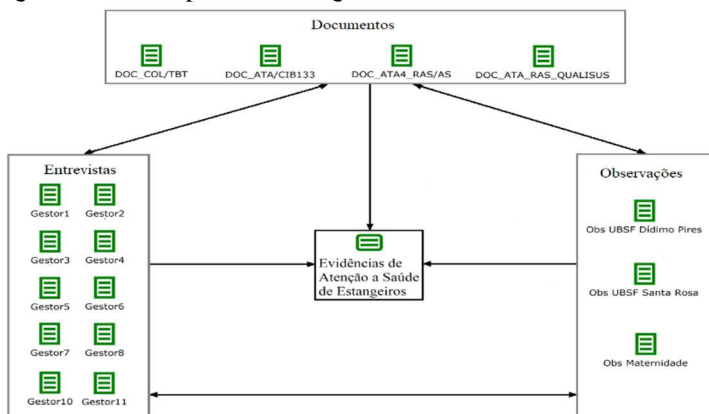 Documentos
DOC_COL/TBT DOC_ATA/CIB133 DOC_ATA4_RAS/AS DOC_ATA_RAS_QUALISUS
Entrevistas
Gestor1 Gestor2
Gestor3 Gestor4
Gestor5 Gestor6
Gestor7 Gestor8
Gestor10 Gestor11
Evidências de
Atenção a Saúde
de Estangeiros
Observações
Obs UBSF Dídimo Pires
Obs UBSF Santa Rosa
Obs Maternidade